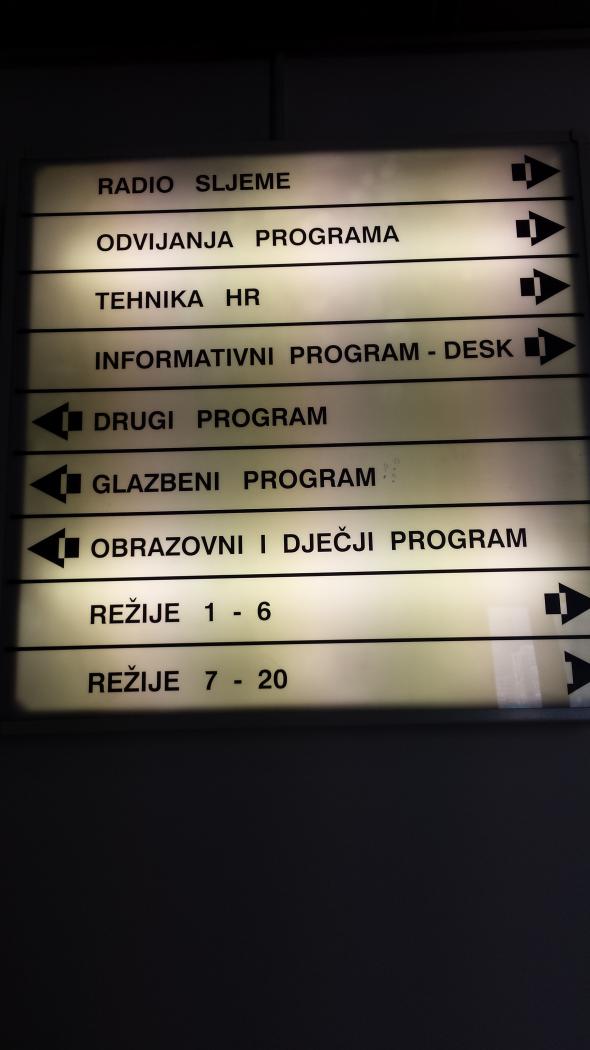 RADIO SLJEME
ODVIJANJA PROGRAMA
TEHNIKA HR
INFORMATIVNI PROGRAM - DESK
DRUGI PROGRAM
GLAZBENI PROGRAM
OBRAZOVNI I DJEČJI PROGRAM
REŽIJE 1 - 6
REŽIJE 7 - 20